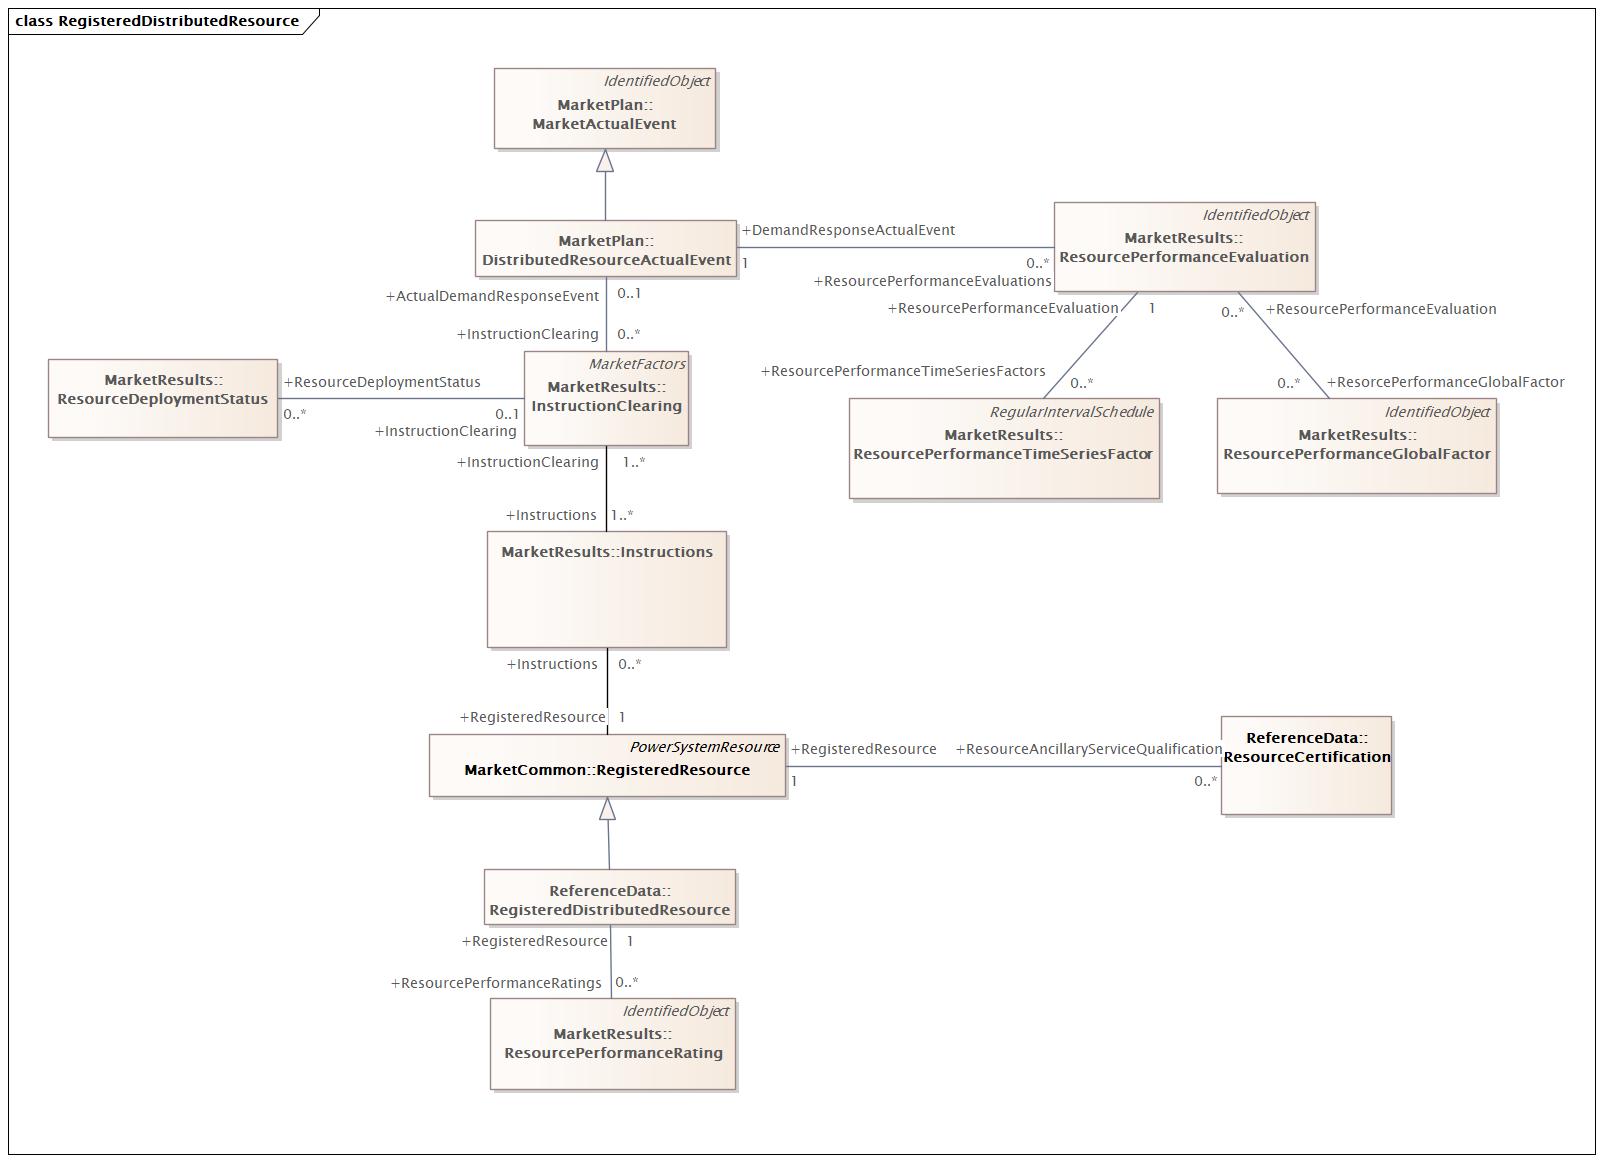 class RegisteredDistributedResource
IdentifiedObject
MarketPlan::
MarketActualEvent
MarketPlan::
DistributedResourceActualEvent
+DemandResponseActualEvent
1
0..*
+ResourcePerformanceEvaluations
IdentifiedObject
MarketResults::
ResourcePerformanceEvaluation
+ActualDemandResponseEvent
0..1
+InstructionClearing
0..*
+ResourcePerformanceEvaluation
1
0..*
+ResourcePerformanceEvaluation
+ResourcePerformanceTimeSeriesFactors
0..*
0..*
+ResorcePerformanceGlobalFactor
MarketResults::
ResourceDeploymentStatus
+ResourceDeploymentStatus
0..*
0..1
+InstructionClearing
MarketFactors
MarketResults::
InstructionClearing
RegularIntervalSchedule
MarketResults::
ResourcePerformanceTimeSeriesFactor
IdentifiedObject
MarketResults::
ResourcePerformanceGlobalFactor
+InstructionClearing
1..*
+Instructions
1..*
MarketResults::Instructions
+Instructions
0..*
+RegisteredResource
1
PowerSystemResource
MarketCommon::RegisteredResource
+RegisteredResource
1
+ResourceAncillaryServiceQualification
0..*
ReferenceData::
ResourceCertification
ReferenceData::
RegisteredDistributedResource
+RegisteredResource
1
+ResourcePerformanceRatings
0..*
IdentifiedObject
MarketResults::
ResourcePerformanceRating